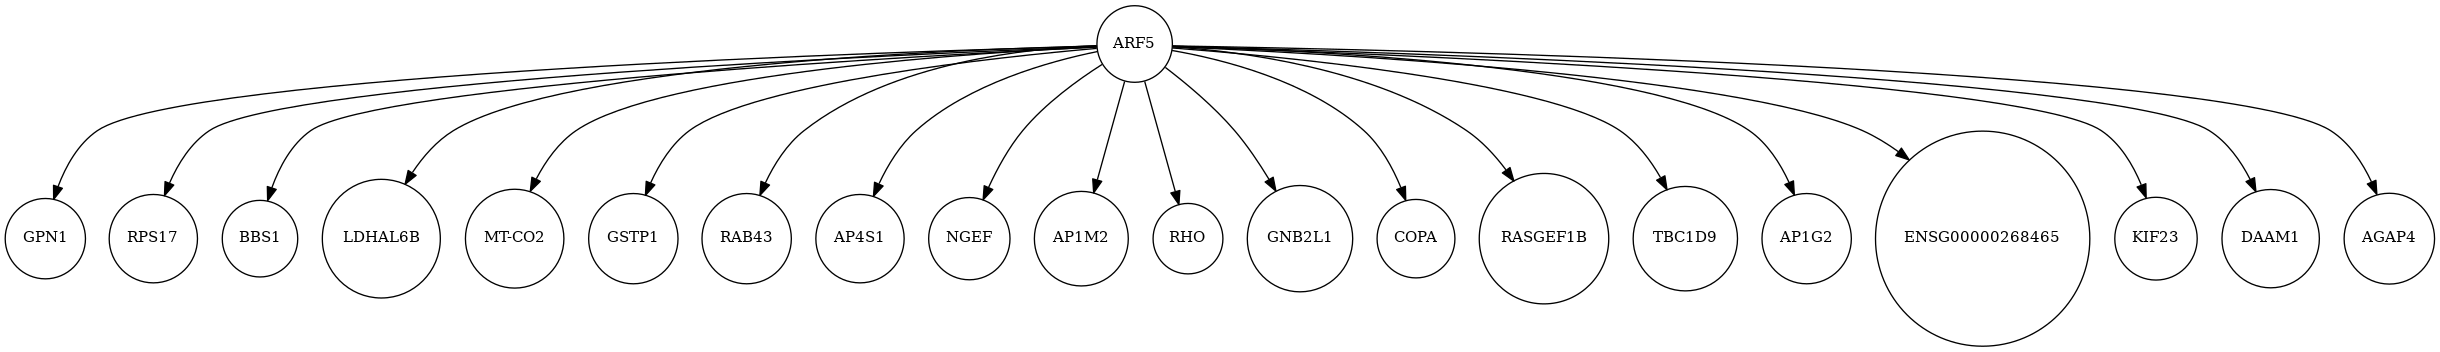 ARF5
GPN1
RPS17
BBS1
LDHAL6B
MT-CO2
GSTP1
RAB43
AP4S1
NGEF
AP1M2
RHO
GNB2L1
COPA
RASGEF1B
TBC1D9
AP1G2
ENSG00000268465
KIF23
DAAM1
AGAP4